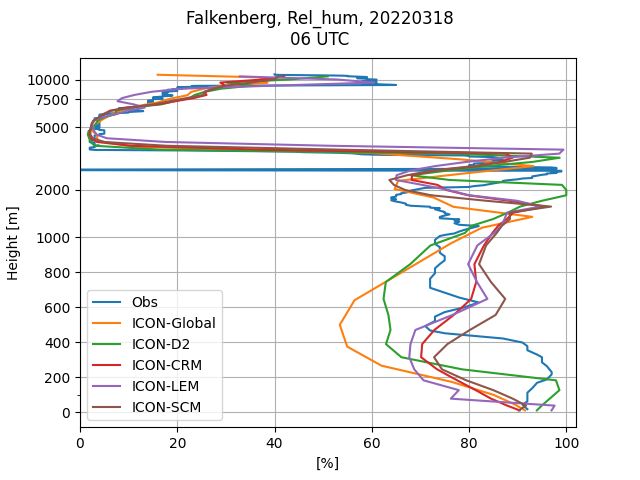 Falkenberg, Rel_hum, 20220318
06 UTC
Height [m]
10000
7500
5000
2000
1000
800
600
400
200
0
Obs
ICON-Global
ICON-D2
ICON-CRM
ICON-LEM
ICON-SCM
0 20 40 60 80 100
[%]